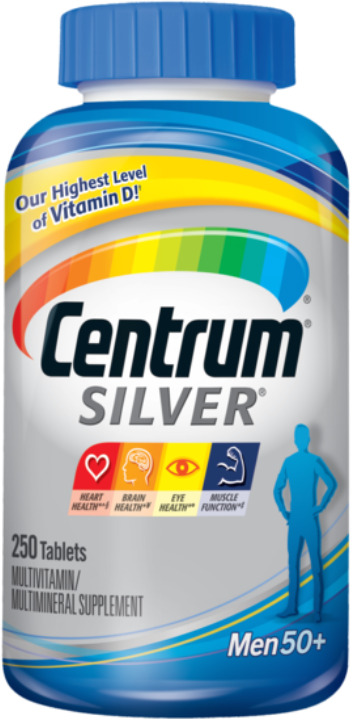 Our Highest Level
of Vitamin D!
Centrum®
SILVER®
HEART
HEALTH
BRAIN
HEALTH
EYE
HEALTH
MUSCLE
FUNCTION
250 Tablets
MULTIVITAMIN/
MULTIMINERAL SUPPLEMENT
Men 50+